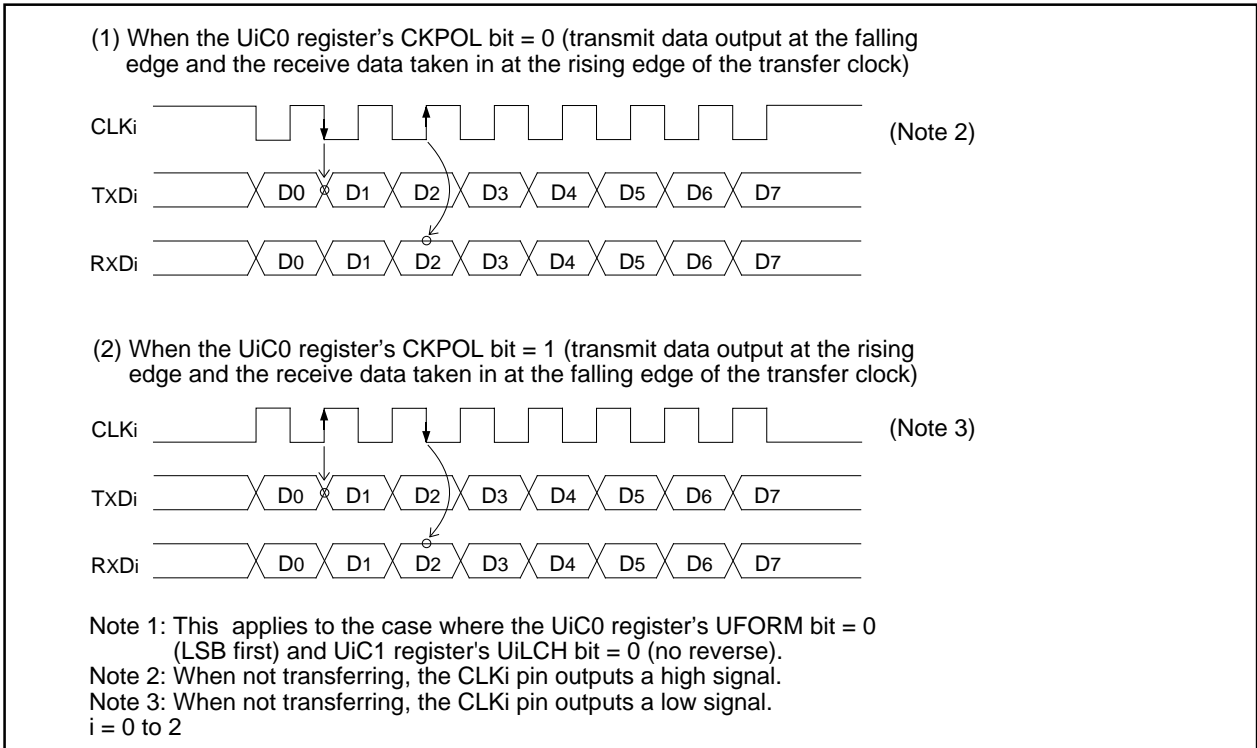 (1) When the UiC0 register's CKPOL bit = 0 (transmit data output at the falling
edge and the receive data taken in at the rising edge of the transfer clock)
CLKi
(Note 2)
TXDi
D0 D1 D2 D3 D4 D5 D6 D7
RXDi
D0 D1 D2 D3 D4 D5 D6 D7
(2) When the UiC0 register's CKPOL bit = 1 (transmit data output at the rising
edge and the receive data taken in at the falling edge of the transfer clock)
CLKi
(Note 3)
TXDi
D0 D1 D2 D3 D4 D5 D6 D7
RXDi
D0 D1 D2 D3 D4 D5 D6 D7
Note 1: This applies to the case where the UiC0 register's UFORM bit = 0
(LSB first) and UiC1 register's UiLCH bit = 0 (no reverse).
Note 2: When not transferring, the CLKi pin outputs a high signal.
Note 3: When not transferring, the CLKi pin outputs a low signal.
i = 0 to 2